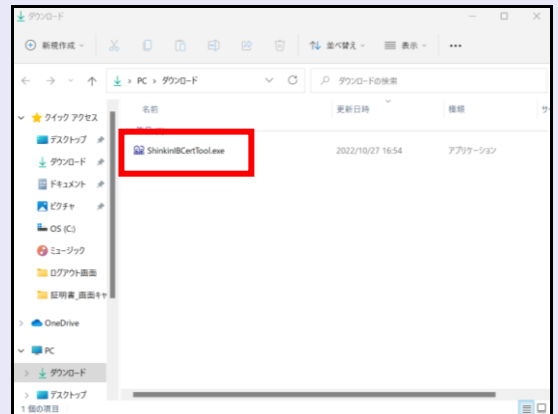 ダウンロード
新規作成
並べ替え
表示
PC > ダウンロード
ダウンロードの検索
名前
更新日時
種類
クイック アクセス
デスクトップ
ShinkinIBCertTool.exe
2022/10/27 16:54
アプリケーション
ダウンロード
ドキュメント
ピクチャ
OS (C:)
ミュージック
ログアウト画面
証明書_画面キャ
OneDrive
PC
ダウンロード
デスクトップ
1 個の項目